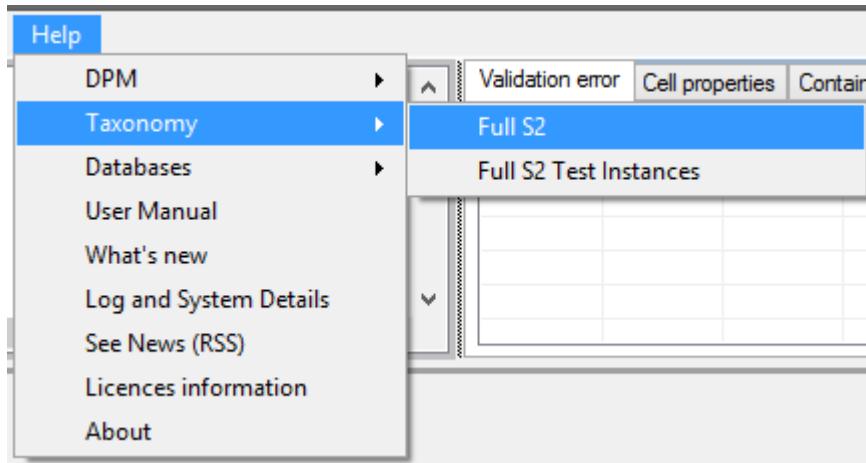 Help
DPM
Taxonomy
Databases
User Manual
What's new
Log and System Details
See News (RSS)
Licences information
About
Full S2
Full S2 Test Instances
Validation error
Cell properties